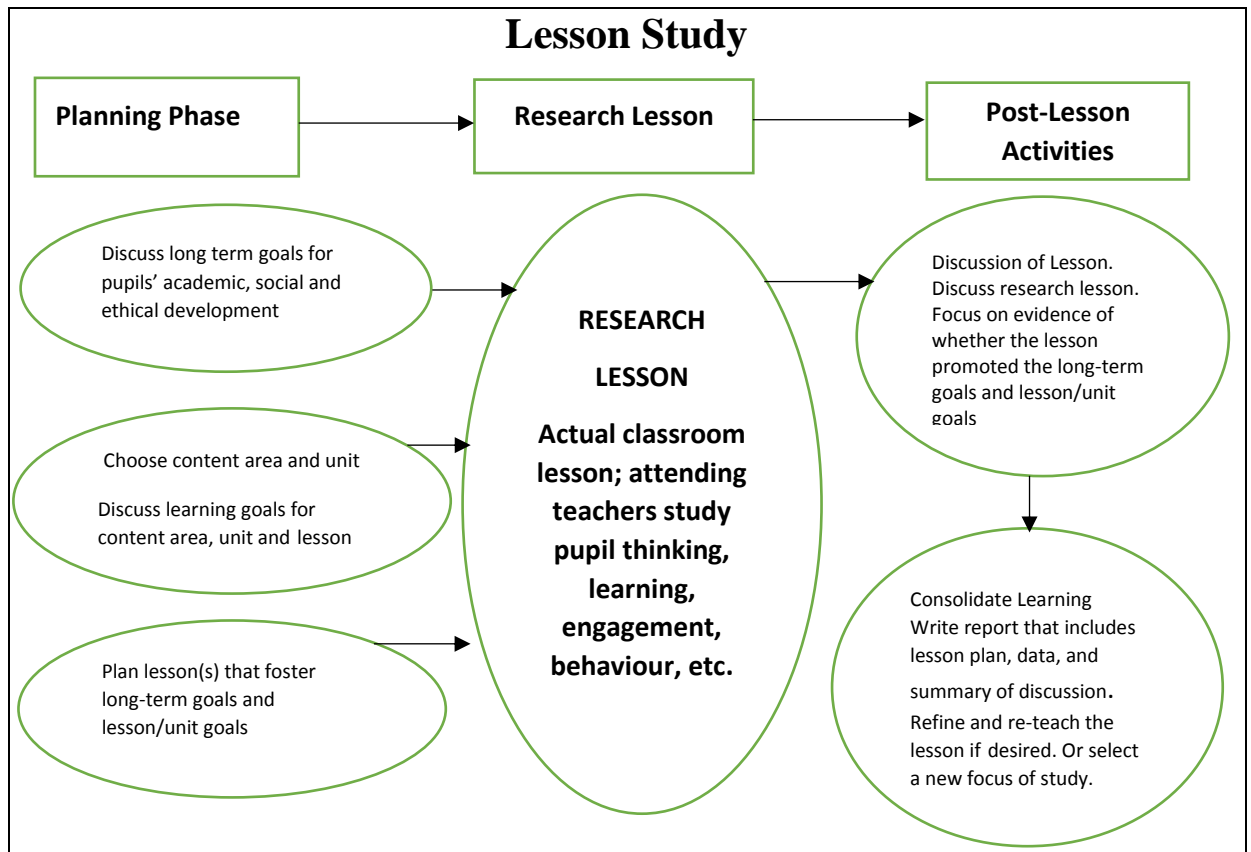 Lesson Study
Planning Phase
Research Lesson
Post-Lesson
Activities
Discuss long term goals for
pupils’ academic, social and
ethical development
Choose content area and unit
Discuss learning goals for
content area, unit and lesson
Plan lesson(s) that foster
long-term goals and
lesson/unit goals
RESEARCH
LESSON
Actual classroom
lesson; attending
teachers study
pupil thinking,
learning,
engagement,
behaviour, etc.
Discussion of Lesson.
Discuss research lesson.
Focus on evidence of
whether the lesson
promoted the long-term
goals and lesson/unit
goals
Consolidate Learning
Write report that includes
lesson plan, data, and
summary of discussion.
Refine and re-teach the
lesson if desired. Or select
a new focus of study.